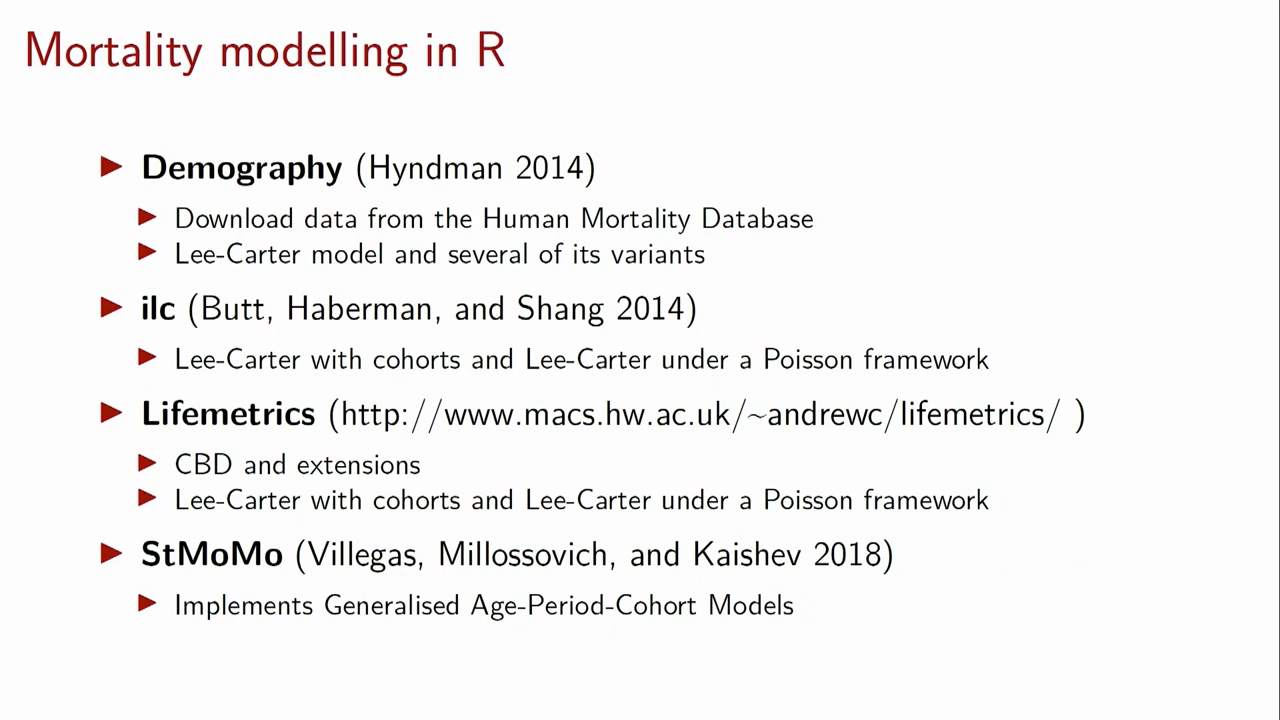 Mortality modelling in R
Demography (Hyndman 2014)
Download data from the Human Mortality Database
Lee-Carter model and several of its variants
ilc (Butt, Haberman, and Shang 2014)
Lee-Carter with cohorts and Lee-Carter under a Poisson framework
Lifemetrics (http://www.macs.hw.ac.uk/~andrewc/lifemetrics/ )
CBD and extensions
Lee-Carter with cohorts and Lee-Carter under a Poisson framework
StMoMo (Villegas, Millossovich, and Kaishev 2018)
Implements Generalised Age-Period-Cohort Models